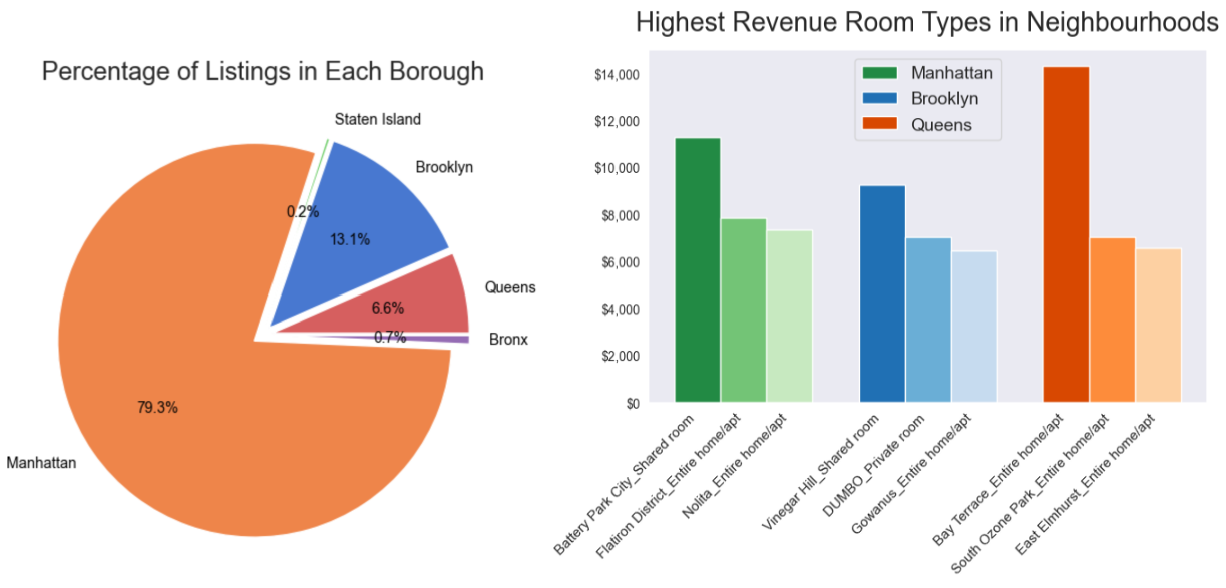 Percentage of Listings in Each Borough
Staten Island
Brooklyn
0.2%
13.1%
Queens
6.6%
0.7%
Bronx
79.3%
Manhattan
Highest Revenue Room Types in Neighbourhoods
Manhattan
Brooklyn
Queens
$14,000
$12,000
$10,000
$8,000
$6,000
$4,000
$2,000
$0
Battery Park City_Shared room
Flatiron District_Entire home/apt
Nolita_Entire home/apt
Vinegar Hill_Shared room
DUMBO_Private room
Gowanus_Entire home/apt
Bay Terrace_Entire home/apt
South Ozone Park_Entire home/apt
East Elmhurst_Entire home/apt